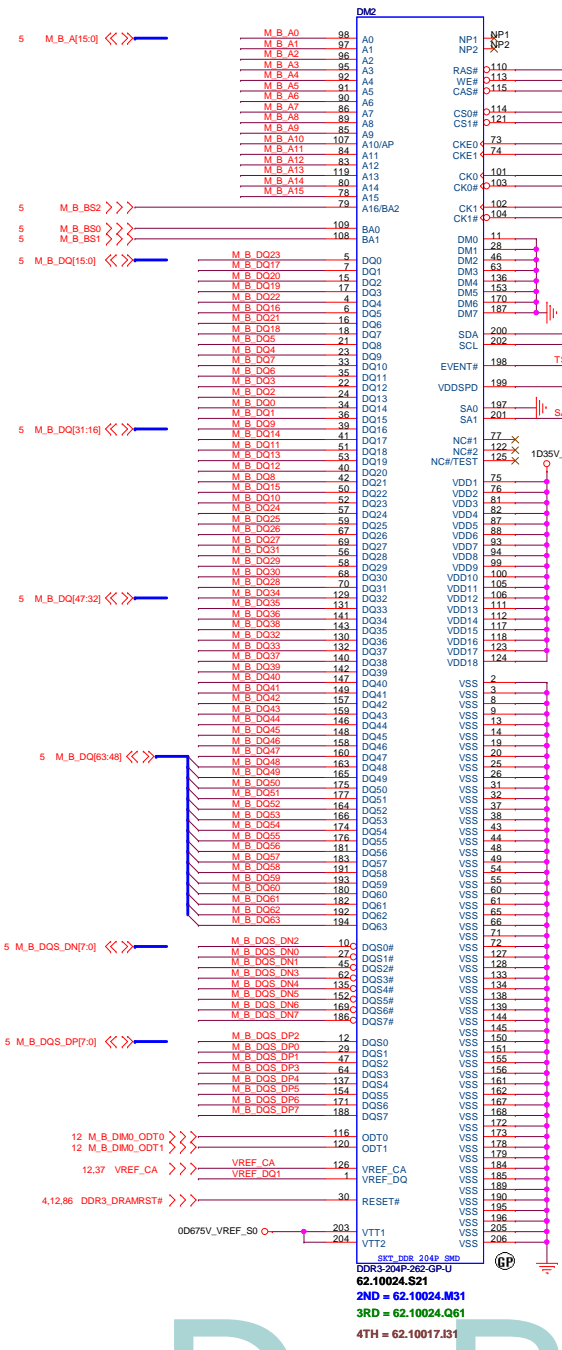 DM2
5 M_B_A[15:0]
M_B_A0 98 A0
M_B_A1 97 A1
M_B_A2 96 A2
M_B_A3 95 A3
M_B_A4 92 A4
M_B_A5 91 A5
M_B_A6 90 A6
M_B_A7 86 A7
M_B_A8 89 A8
M_B_A9 85 A9
M_B_A10 107 A10/AP
M_B_A11 84 A11
M_B_A12 83 A12
M_B_A13 119 A13
M_B_A14 80 A14
M_B_A15 78 A15
5 M_B_BS2 79 A16/BA2
5 M_B_BS0 109 BA0
5 M_B_BS1 108 BA1
5 M_B_DQ[15:0]
M_B_DQ23 5 DQ0
M_B_DQ17 7 DQ1
M_B_DQ20 15 DQ2
M_B_DQ19 17 DQ3
M_B_DQ22 4 DQ4
M_B_DQ16 6 DQ5
M_B_DQ21 16 DQ6
M_B_DQ18 18 DQ7
M_B_DQ5 21 DQ8
M_B_DQ4 23 DQ9
M_B_DQ7 33 DQ10
M_B_DQ6 35 DQ11
M_B_DQ3 22 DQ12
M_B_DQ2 24 DQ13
M_B_DQ0 34 DQ14
M_B_DQ1 36 DQ15
5 M_B_DQ[31:16]
M_B_DQ9 39 DQ16
M_B_DQ14 41 DQ17
M_B_DQ11 51 DQ18
M_B_DQ13 53 DQ19
M_B_DQ12 40 DQ20
M_B_DQ8 42 DQ21
M_B_DQ15 50 DQ22
M_B_DQ10 52 DQ23
M_B_DQ24 57 DQ24
M_B_DQ25 59 DQ25
M_B_DQ26 67 DQ26
M_B_DQ27 69 DQ27
M_B_DQ31 56 DQ28
M_B_DQ29 58 DQ29
M_B_DQ30 68 DQ30
70 DQ31
5 M_B_DQ[47:32]
M_B_DQ34 129 DQ32
M_B_DQ35 131 DQ33
M_B_DQ36 141 DQ34
M_B_DQ38 143 DQ35
M_B_DQ32 130 DQ36
M_B_DQ33 132 DQ37
M_B_DQ37 140 DQ38
M_B_DQ39 142 DQ39
M_B_DQ40 147 DQ40
M_B_DQ41 149 DQ41
M_B_DQ42 157 DQ42
M_B_DQ43 159 DQ43
M_B_DQ44 146 DQ44
M_B_DQ45 148 DQ45
M_B_DQ46 158 DQ46
M_B_DQ47 160 DQ47
5 M_B_DQ[63:48]
M_B_DQ48 163 DQ48
M_B_DQ49 165 DQ49
M_B_DQ50 175 DQ50
M_B_DQ51 177 DQ51
M_B_DQ52 164 DQ52
M_B_DQ53 166 DQ53
M_B_DQ54 174 DQ54
M_B_DQ55 176 DQ55
M_B_DQ56 181 DQ56
M_B_DQ57 183 DQ57
M_B_DQ58 191 DQ58
M_B_DQ59 193 DQ59
M_B_DQ60 180 DQ60
M_B_DQ61 182 DQ61
M_B_DQ62 192 DQ62
M_B_DQ63 194 DQ63
5 M_B_DQS_DN[7:0]
M_B_DQS_DN2 10 DQS0#
M_B_DQS_DN0 27 DQS1#
M_B_DQS_DN1 45 DQS2#
M_B_DQS_DN3 62 DQS3#
M_B_DQS_DN4 135 DQS4#
M_B_DQS_DN5 152 DQS5#
M_B_DQS_DN6 169 DQS6#
M_B_DQS_DN7 186 DQS7#
5 M_B_DQS_DP[7:0]
M_B_DQS_DP2 12 DQS0
M_B_DQS_DP0 29 DQS1
M_B_DQS_DP1 47 DQS2
M_B_DQS_DP3 64 DQS3
M_B_DQS_DP4 137 DQS4
M_B_DQS_DP5 154 DQS5
M_B_DQS_DP6 171 DQS6
M_B_DQS_DP7 188 DQS7
12 M_B_DIM0_ODT0 116 ODT0
12 M_B_DIM0_ODT1 120 ODT1
12,37 VREF_CA VREF_CA 126 VREF_CA
VREF_DQ1 1 VREF_DQ
4,12,86 DDR3_DRAMRST# 30 RESET#
0D675V_VREF_S0 203 VTT1
204 VTT2
NP1 NP1
NP2 NP2
RAS# 110
WE# 113
CAS# 115
CS0# 114
CS1# 121
CKE0 73
CKE1 74
CK0 101
CK0# 103
CK1 102
CK1# 104
DM0 11
DM1 28
DM2 46
DM3 63
DM4 136
DM5 153
DM6 170
DM7 187
SDA 200
SCL 202
EVENT# 198
VDDSPD 199
SA0 197
SA1 201
NC#1 77
NC#2 122
NC#/TEST 125
1D35V_
VDD1 75
VDD2 76
VDD3 81
VDD4 82
VDD5 87
VDD6 88
VDD7 93
VDD8 94
VDD9 99
VDD10 100
VDD11 105
VDD12 106
VDD13 111
VDD14 112
VDD15 117
VDD16 118
VDD17 123
VDD18 124
VSS 2
VSS 3
VSS 8
VSS 9
VSS 13
VSS 14
VSS 19
VSS 20
VSS 25
VSS 26
VSS 31
VSS 32
VSS 37
VSS 38
VSS 43
VSS 44
VSS 48
VSS 49
VSS 54
VSS 55
VSS 60
VSS 61
VSS 65
VSS 66
VSS 71
VSS 72
VSS 127
VSS 128
VSS 133
VSS 134
VSS 138
VSS 139
VSS 144
VSS 145
VSS 150
VSS 151
VSS 155
VSS 156
VSS 161
VSS 162
VSS 167
VSS 168
VSS 172
VSS 173
VSS 178
VSS 179
VSS 184
VSS 185
VSS 189
VSS 190
VSS 195
VSS 196
VSS 205
VSS 206
SKT_DDR 204P SMD
GP
DDR3-204P-262-GP-U
62.10024.S21
2ND = 62.10024.M31
3RD = 62.10024.Q61
4TH = 62.10017.I31